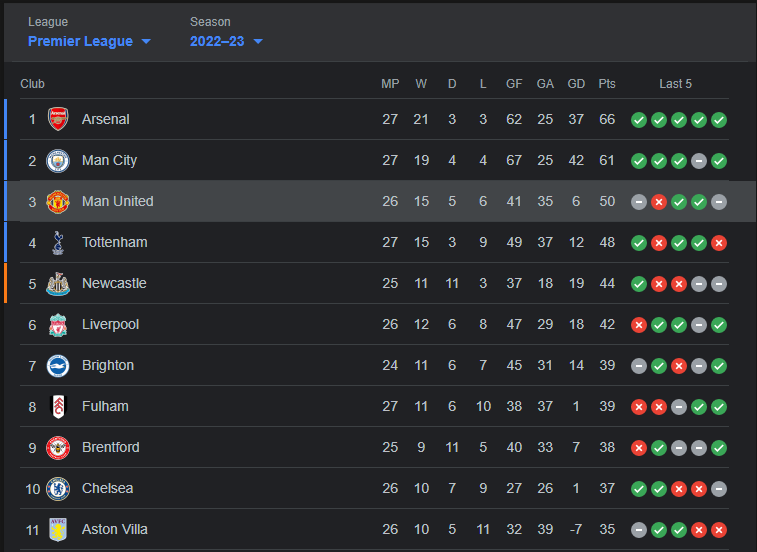 League Season
Premier League 2022–23
Club MP W D L GF GA GD Pts Last 5
1 Arsenal 27 21 3 3 62 25 37 66
2 Man City 27 19 4 4 67 25 42 61
3 Man United 26 15 5 6 41 35 6 50
4 Tottenham 27 15 3 9 49 37 12 48
5 Newcastle 25 11 11 3 37 18 19 44
6 Liverpool 26 12 6 8 47 29 18 42
7 Brighton 24 11 6 7 45 31 14 39
8 Fulham 27 11 6 10 38 37 1 39
9 Brentford 25 9 11 5 40 33 7 38
10 Chelsea 26 10 7 9 27 26 1 37
11 Aston Villa 26 10 5 11 32 39 -7 35